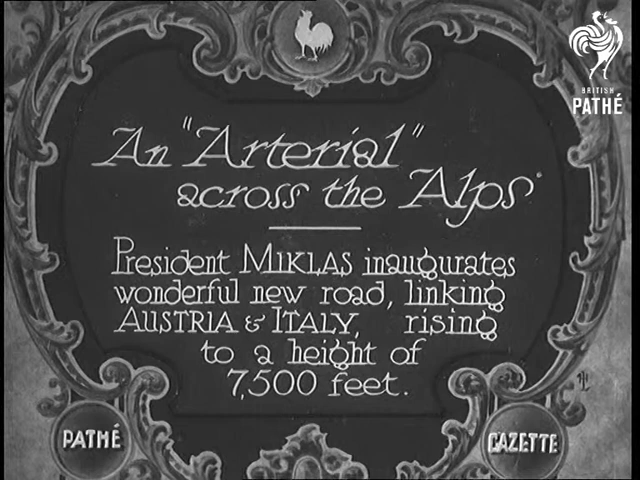 BRITISH
PATHÉ
An "Arterial"
across the Alps
President MIKLAS inaugurates
wonderful new road, linking
AUSTRIA & ITALY, rising
to a height of
7,500 feet.
PATHÉ
GAZETTE